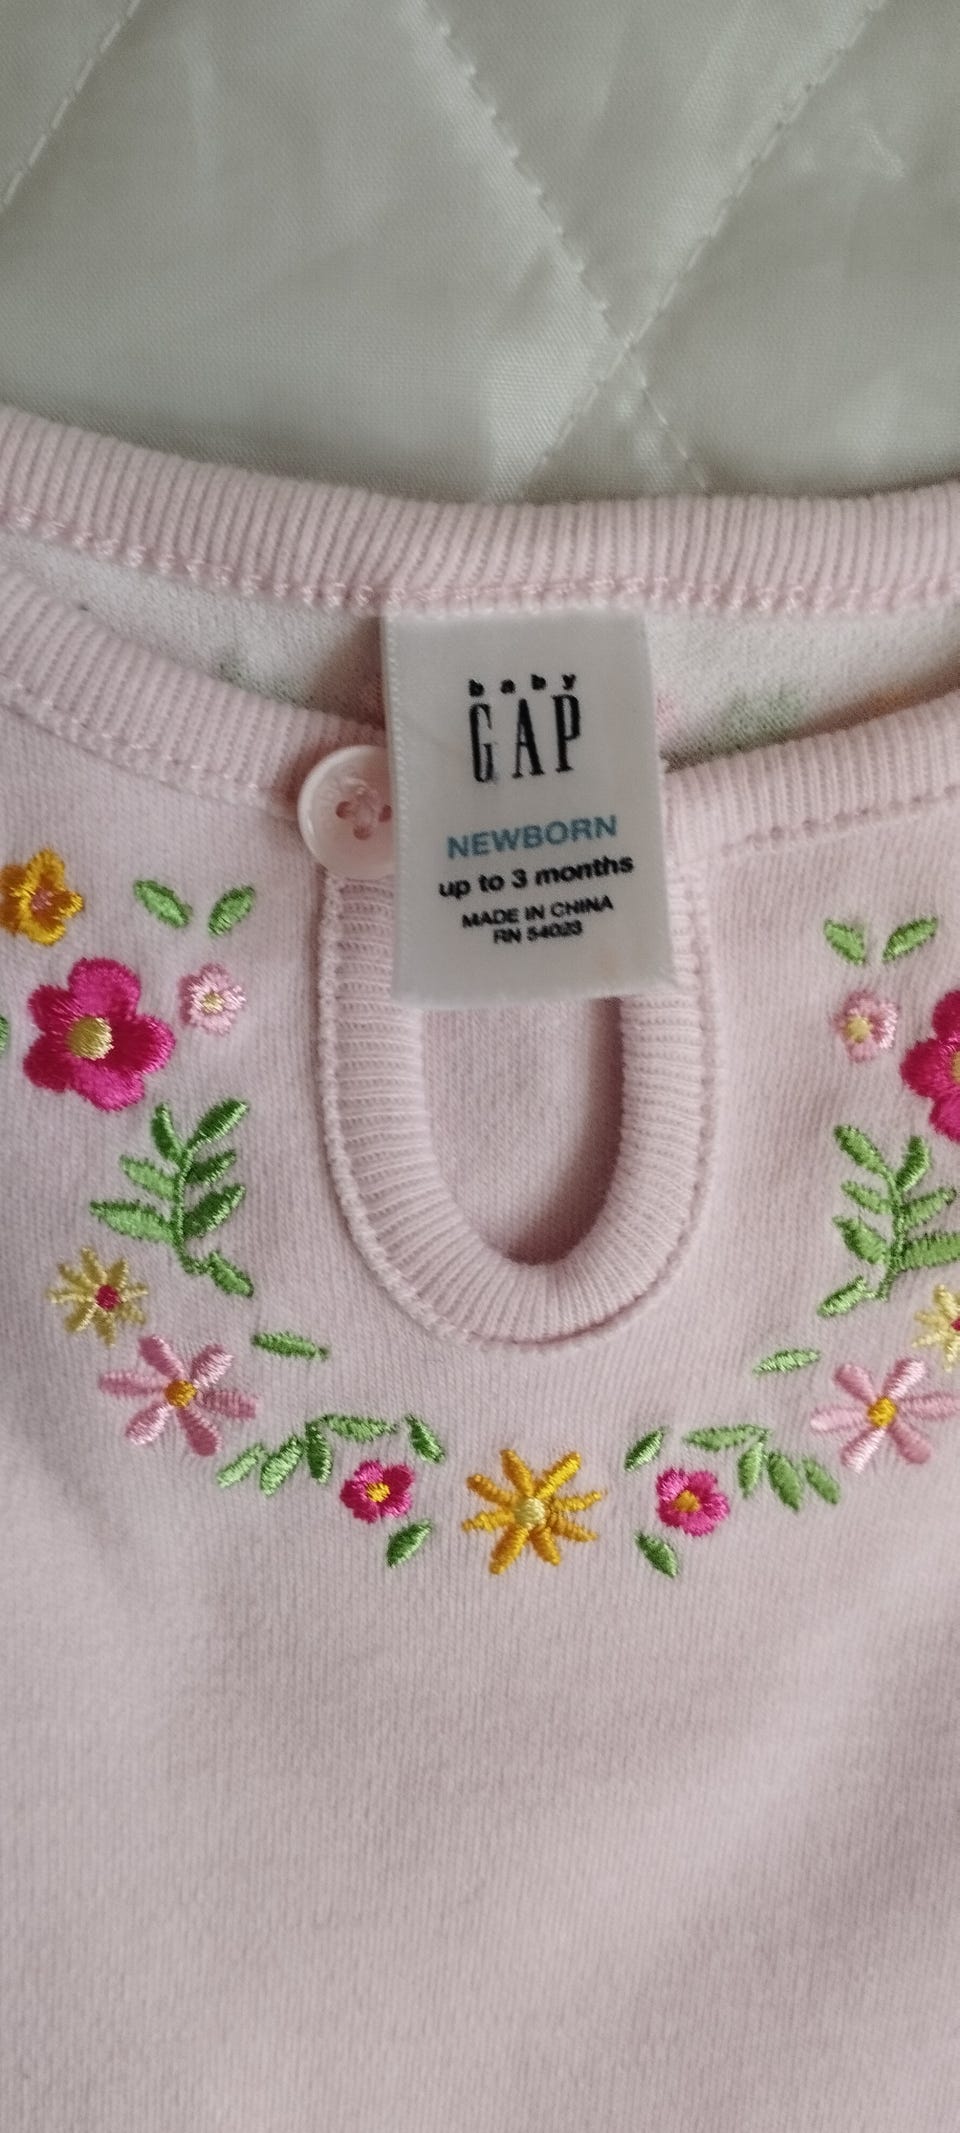 baby
GAP
NEWBORN
up to 3 months
MADE IN CHINA
RN 54023